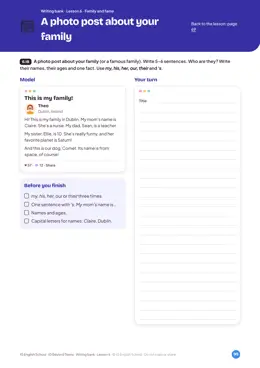 Writing bank · Lesson 6 · Family and fame
A photo post about your family
Back to the lesson page
A photo post about your family (or a famous family). Write 5–6 sentences. Who are they? Write their names, their ages and one fact. Use my, his, her, our, their and 's.
Model
This is my family!
Theo
Dublin, Ireland
Hi! This is my family in Dublin. My mom's name is Claire. She's a nurse. My dad, Sean, is a teacher.
My sister, Ellie, is 10. She's really funny, and her favorite planet is Saturn!
And this is our dog, Comet. Its name is from space, of course!
Share
Before you finish
my, his, her, our or their three times.
One sentence with 's: My mom's name is…
Names and ages.
Capital letters for names: Claire, Dublin.
Your turn
Title